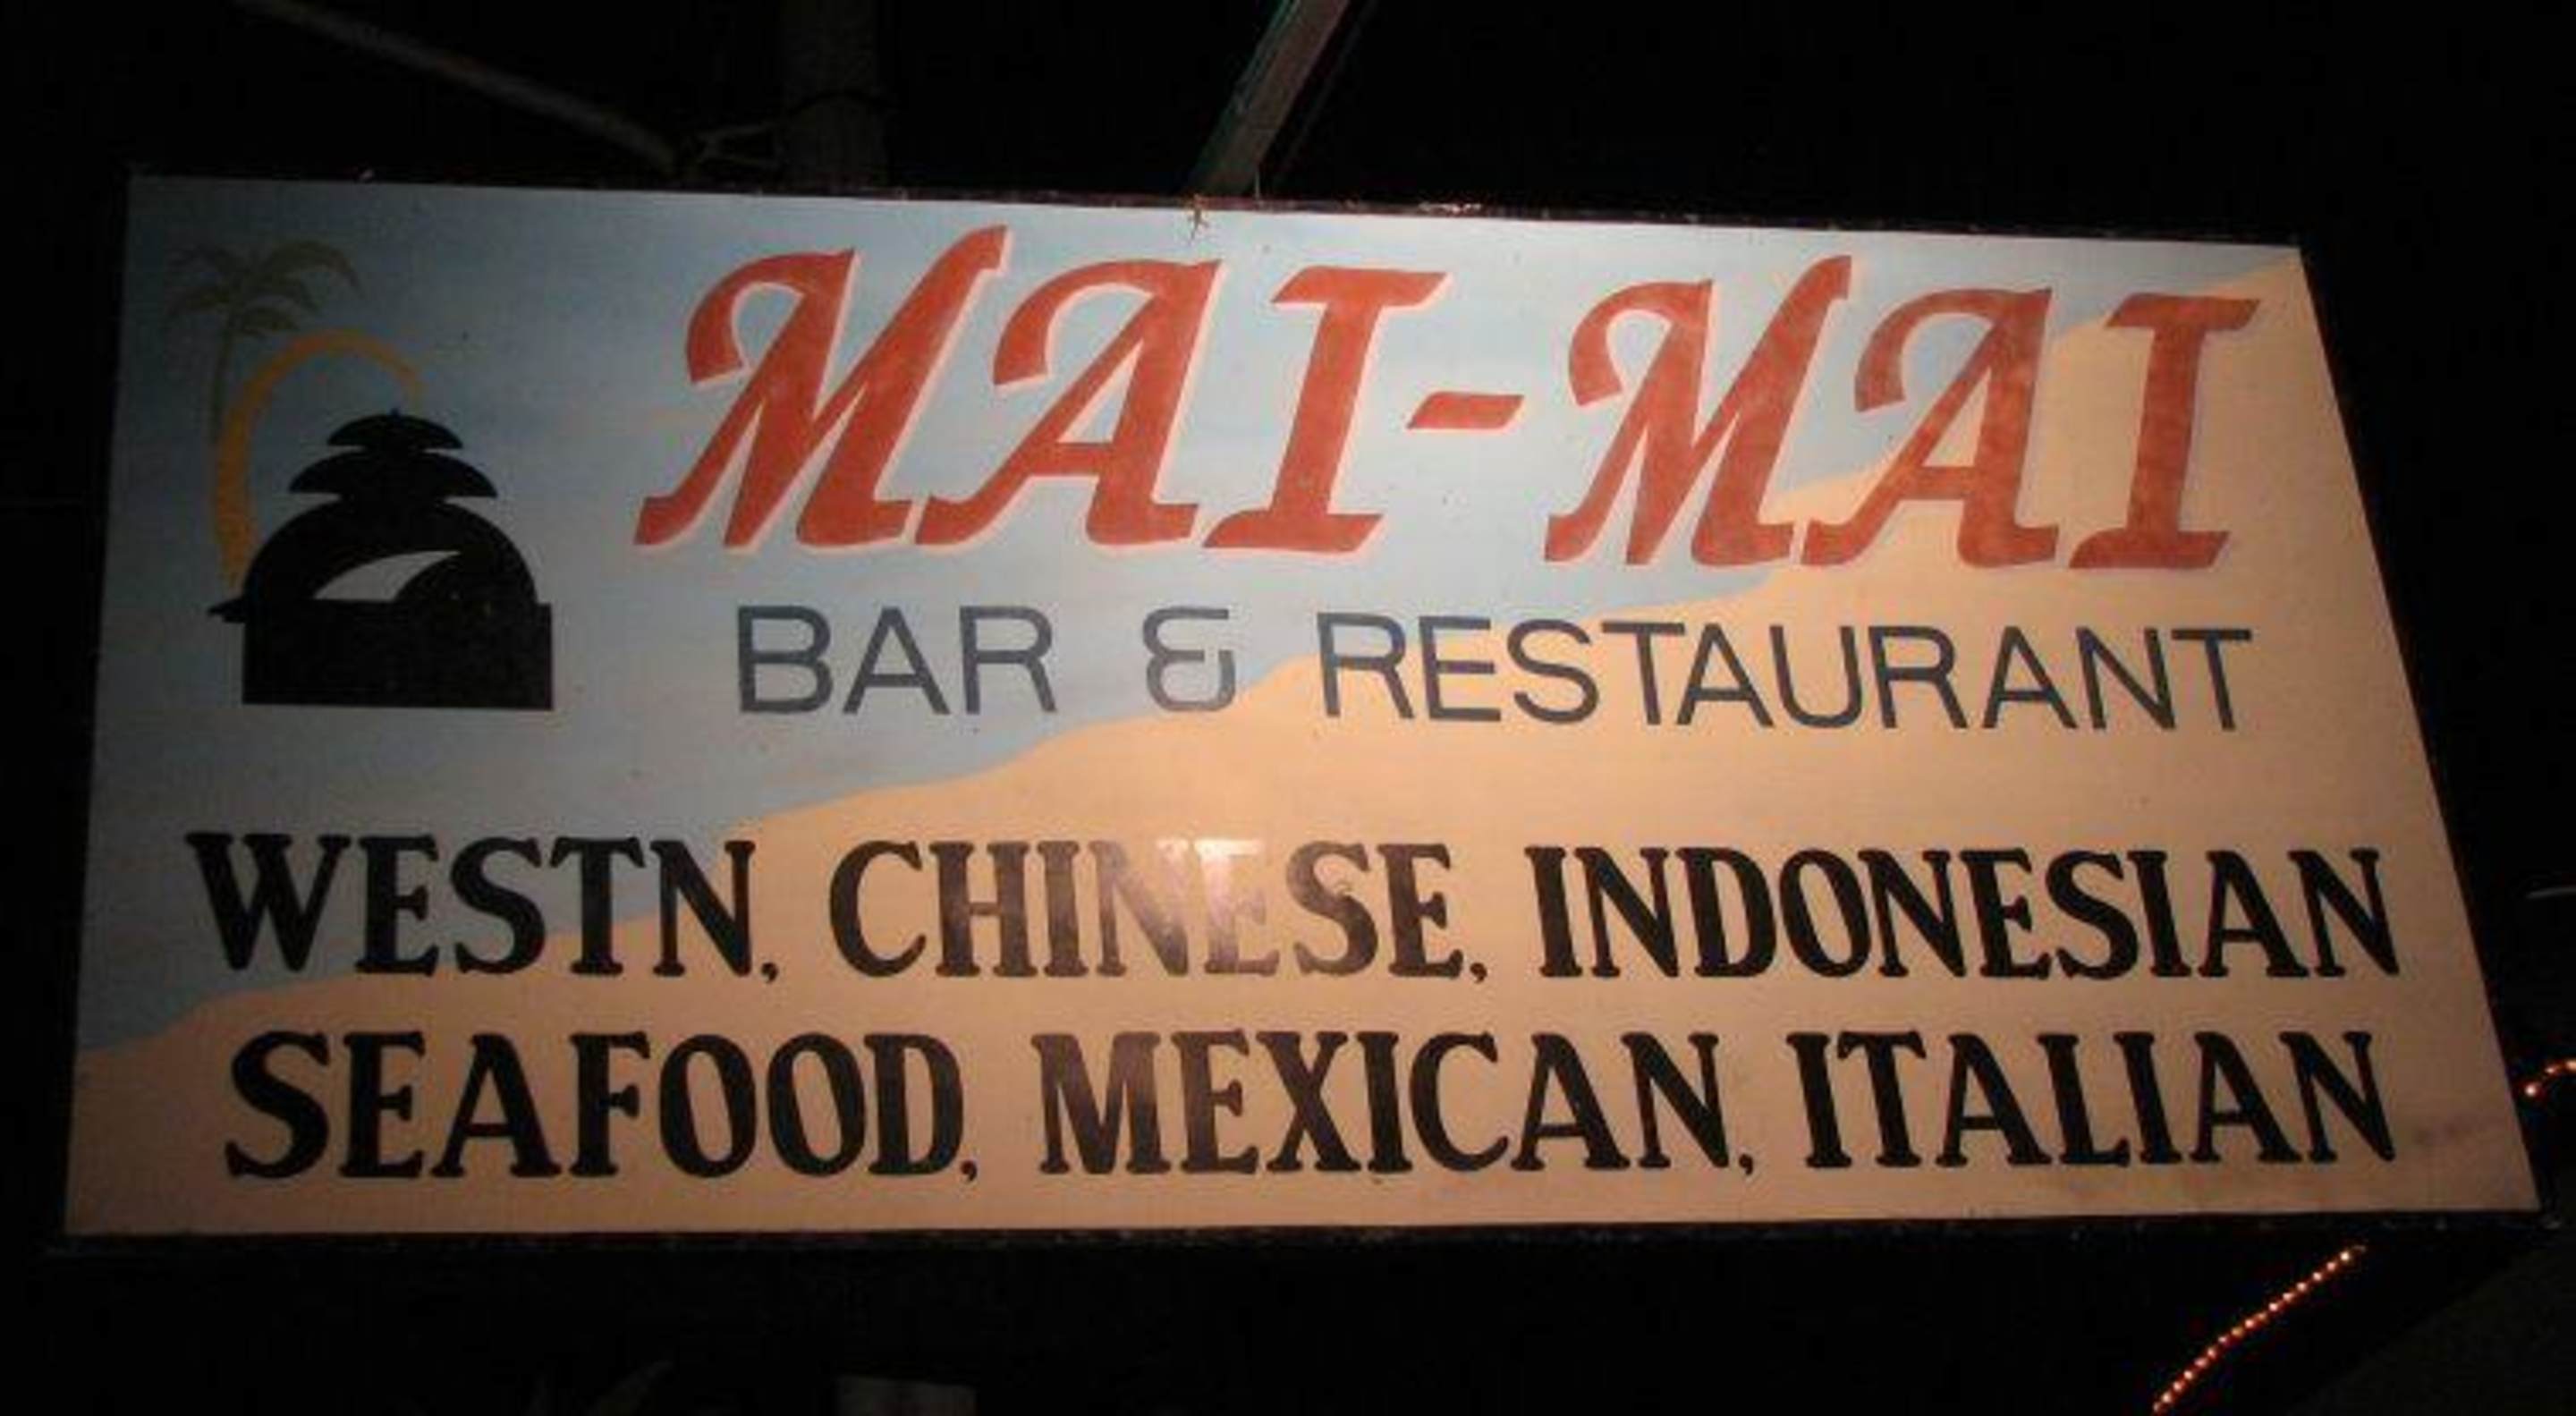 MAI-MAI
BAR & RESTAURANT
WESTN, CHINESE, INDONESIAN
SEAFOOD, MEXICAN, ITALIAN